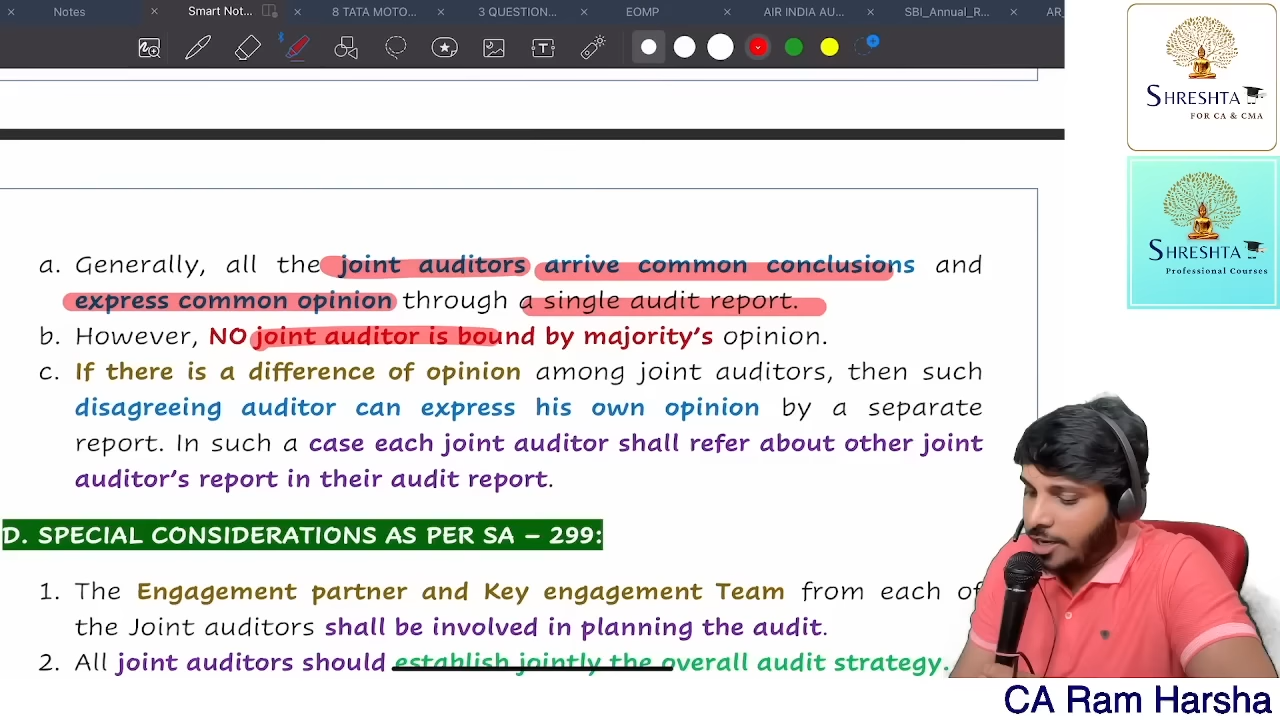 Notes
Smart Not...
8 TATA MOTO...
3 QUESTION...
EOMP
AIR INDIA AU...
SBI_Annual_R...
AR_
T
SHRESHTA
FOR CA & CMA
SHRESHTA
Professional Courses
a. Generally, all the joint auditors arrive common conclusions and
express common opinion through a single audit report.
b. However, NO joint auditor is bound by majority's opinion.
c. If there is a difference of opinion among joint auditors, then such
disagreeing auditor can express his own opinion by a separate
report. In such a case each joint auditor shall refer about other joint
auditor's report in their audit report.
D. SPECIAL CONSIDERATIONS AS PER SA – 299:
1. The Engagement partner and Key engagement Team from each of
the Joint auditors shall be involved in planning the audit.
2. All joint auditors should establish jointly the overall audit strategy.
CA Ram Harsha